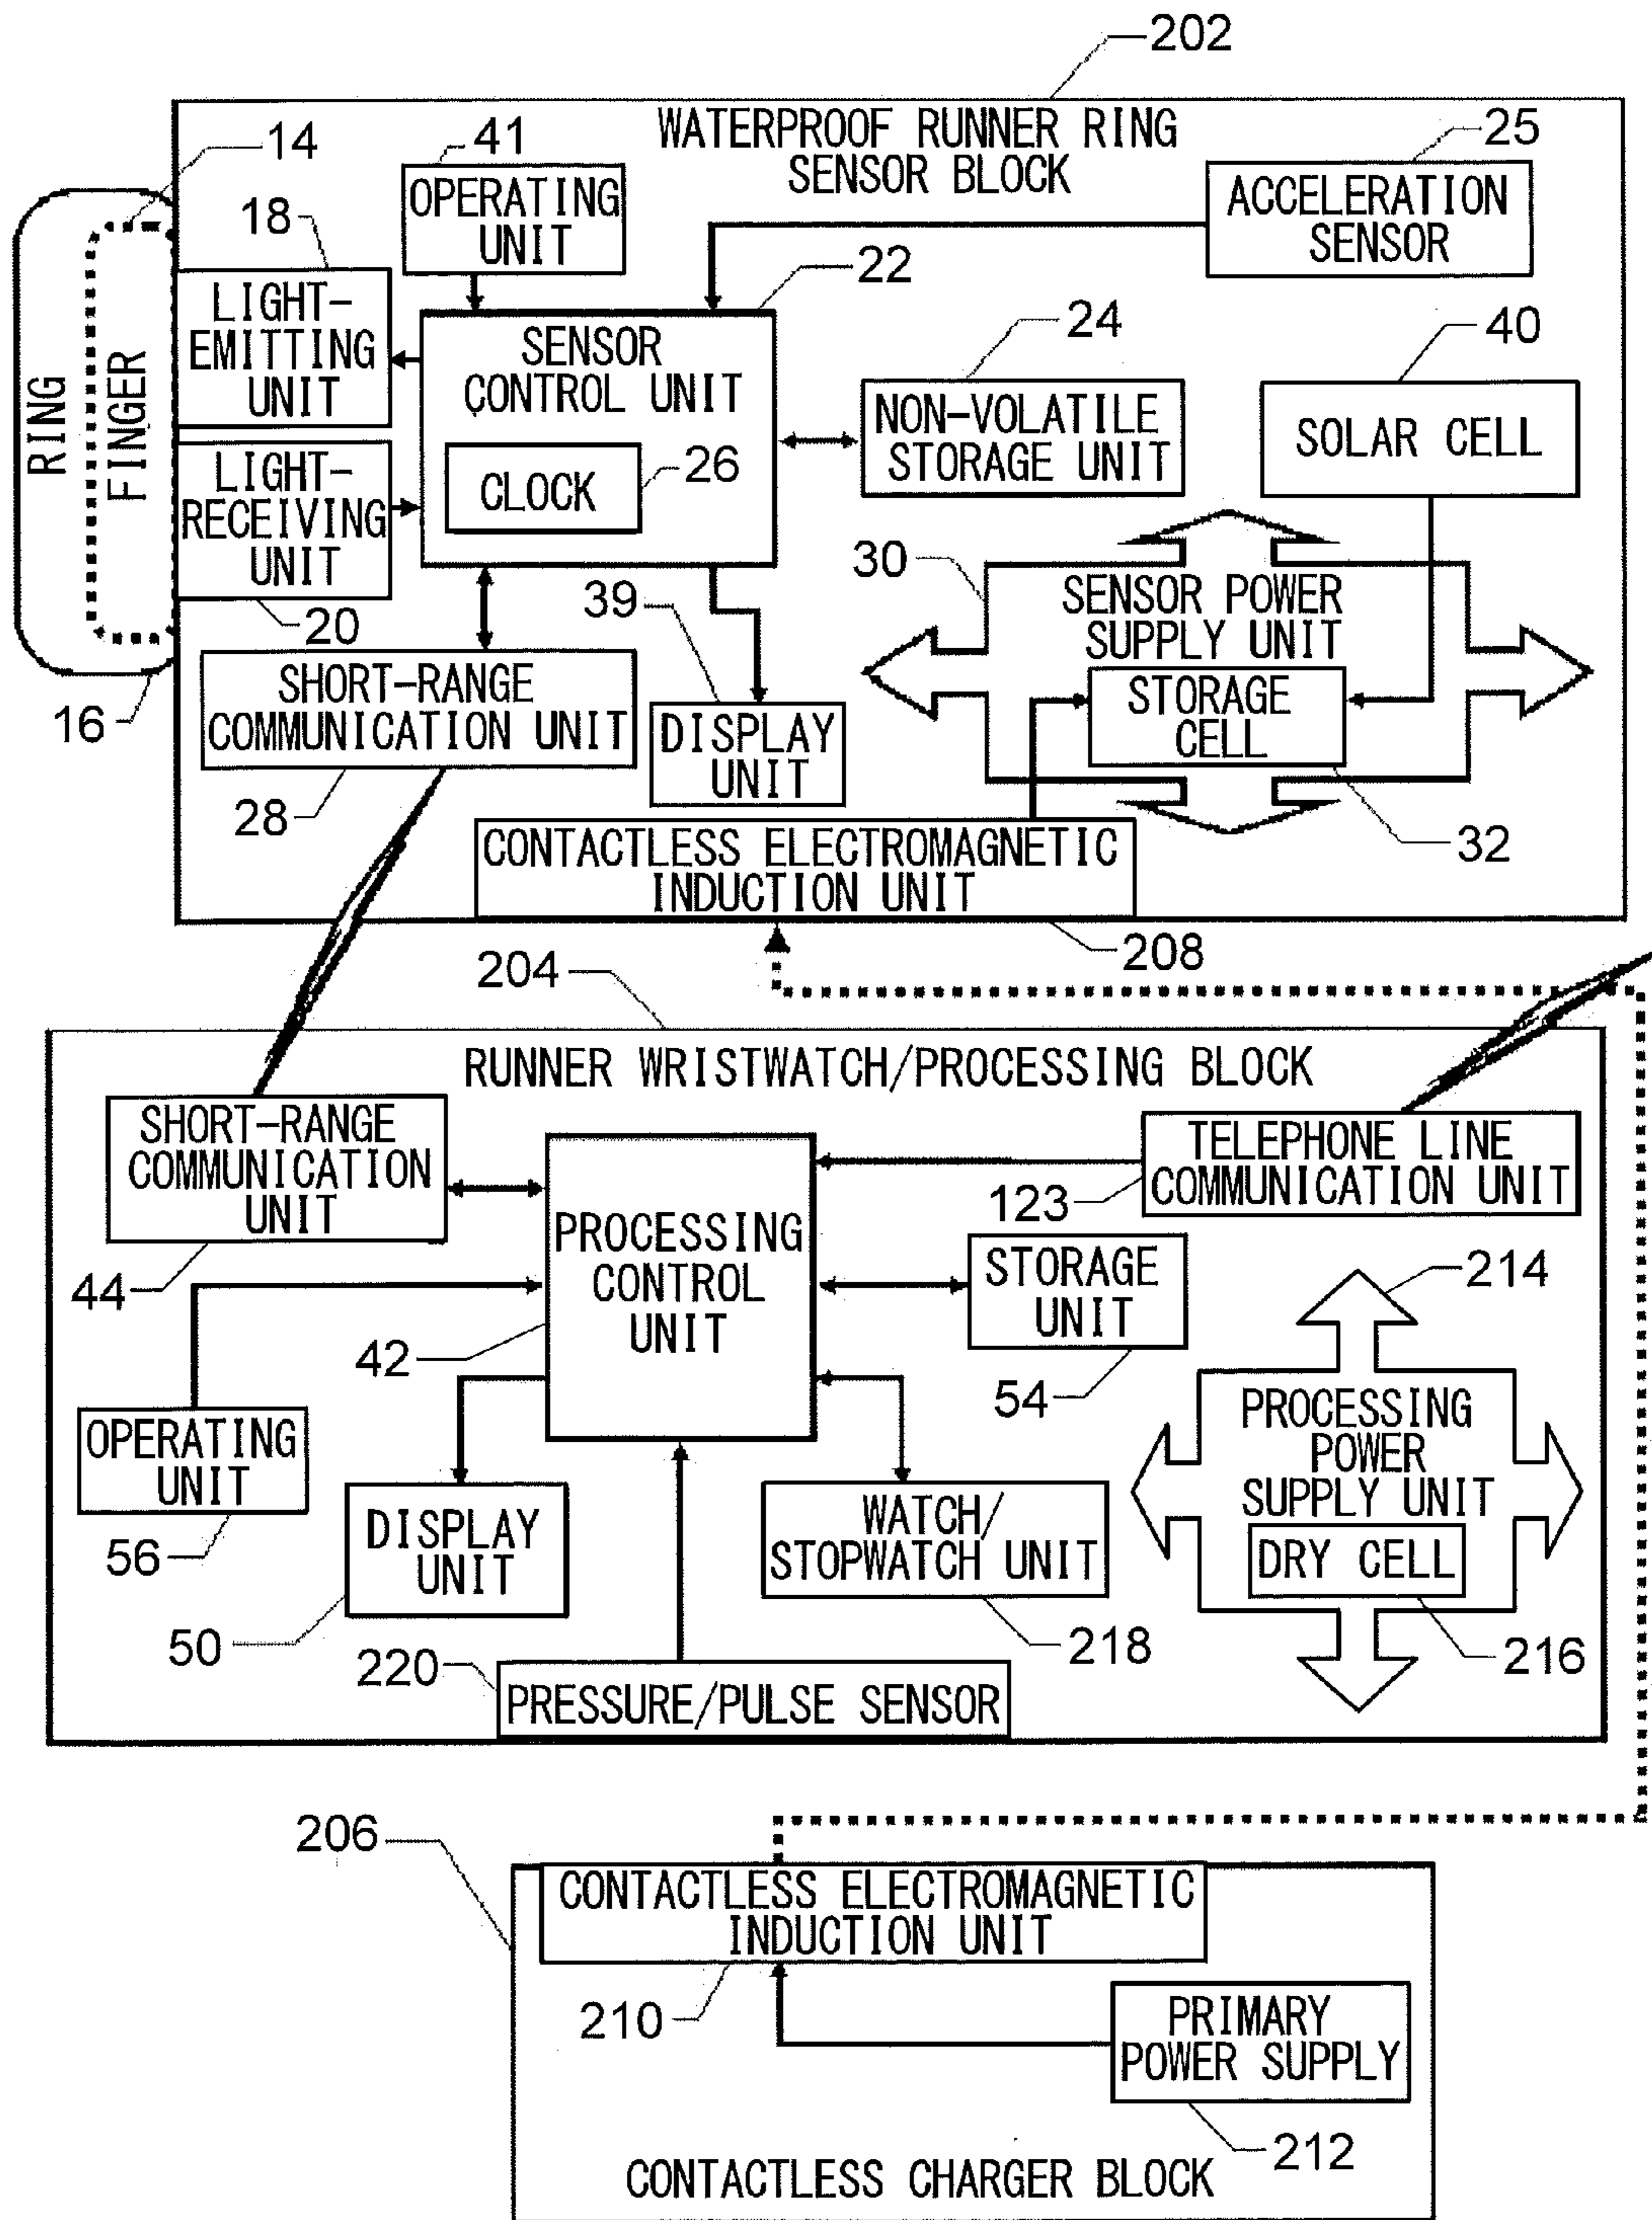 202
WATERPROOF RUNNER RING
SENSOR BLOCK
14
41
25
OPERATING
UNIT
ACCELERATION
SENSOR
18
22
LIGHT-
EMITTING
UNIT
SENSOR
CONTROL UNIT
24
40
RING
FINGER
NON-VOLATILE
STORAGE UNIT
SOLAR CELL
LIGHT-
RECEIVING
UNIT
CLOCK
26
30
SENSOR POWER
SUPPLY UNIT
20
39
SHORT-RANGE
COMMUNICATION UNIT
STORAGE
CELL
16
DISPLAY
UNIT
28
32
CONTACTLESS ELECTROMAGNETIC
INDUCTION UNIT
208
204
RUNNER WRISTWATCH/PROCESSING BLOCK
SHORT-RANGE
COMMUNICATION
UNIT
TELEPHONE LINE
COMMUNICATION UNIT
123
PROCESSING
CONTROL
UNIT
STORAGE
UNIT
44
214
42
54
OPERATING
UNIT
PROCESSING
POWER
SUPPLY UNIT
DISPLAY
UNIT
WATCH/
STOPWATCH UNIT
DRY CELL
56
50
218
216
220
PRESSURE/PULSE SENSOR
206
CONTACTLESS ELECTROMAGNETIC
INDUCTION UNIT
210
PRIMARY
POWER SUPPLY
212
CONTACTLESS CHARGER BLOCK